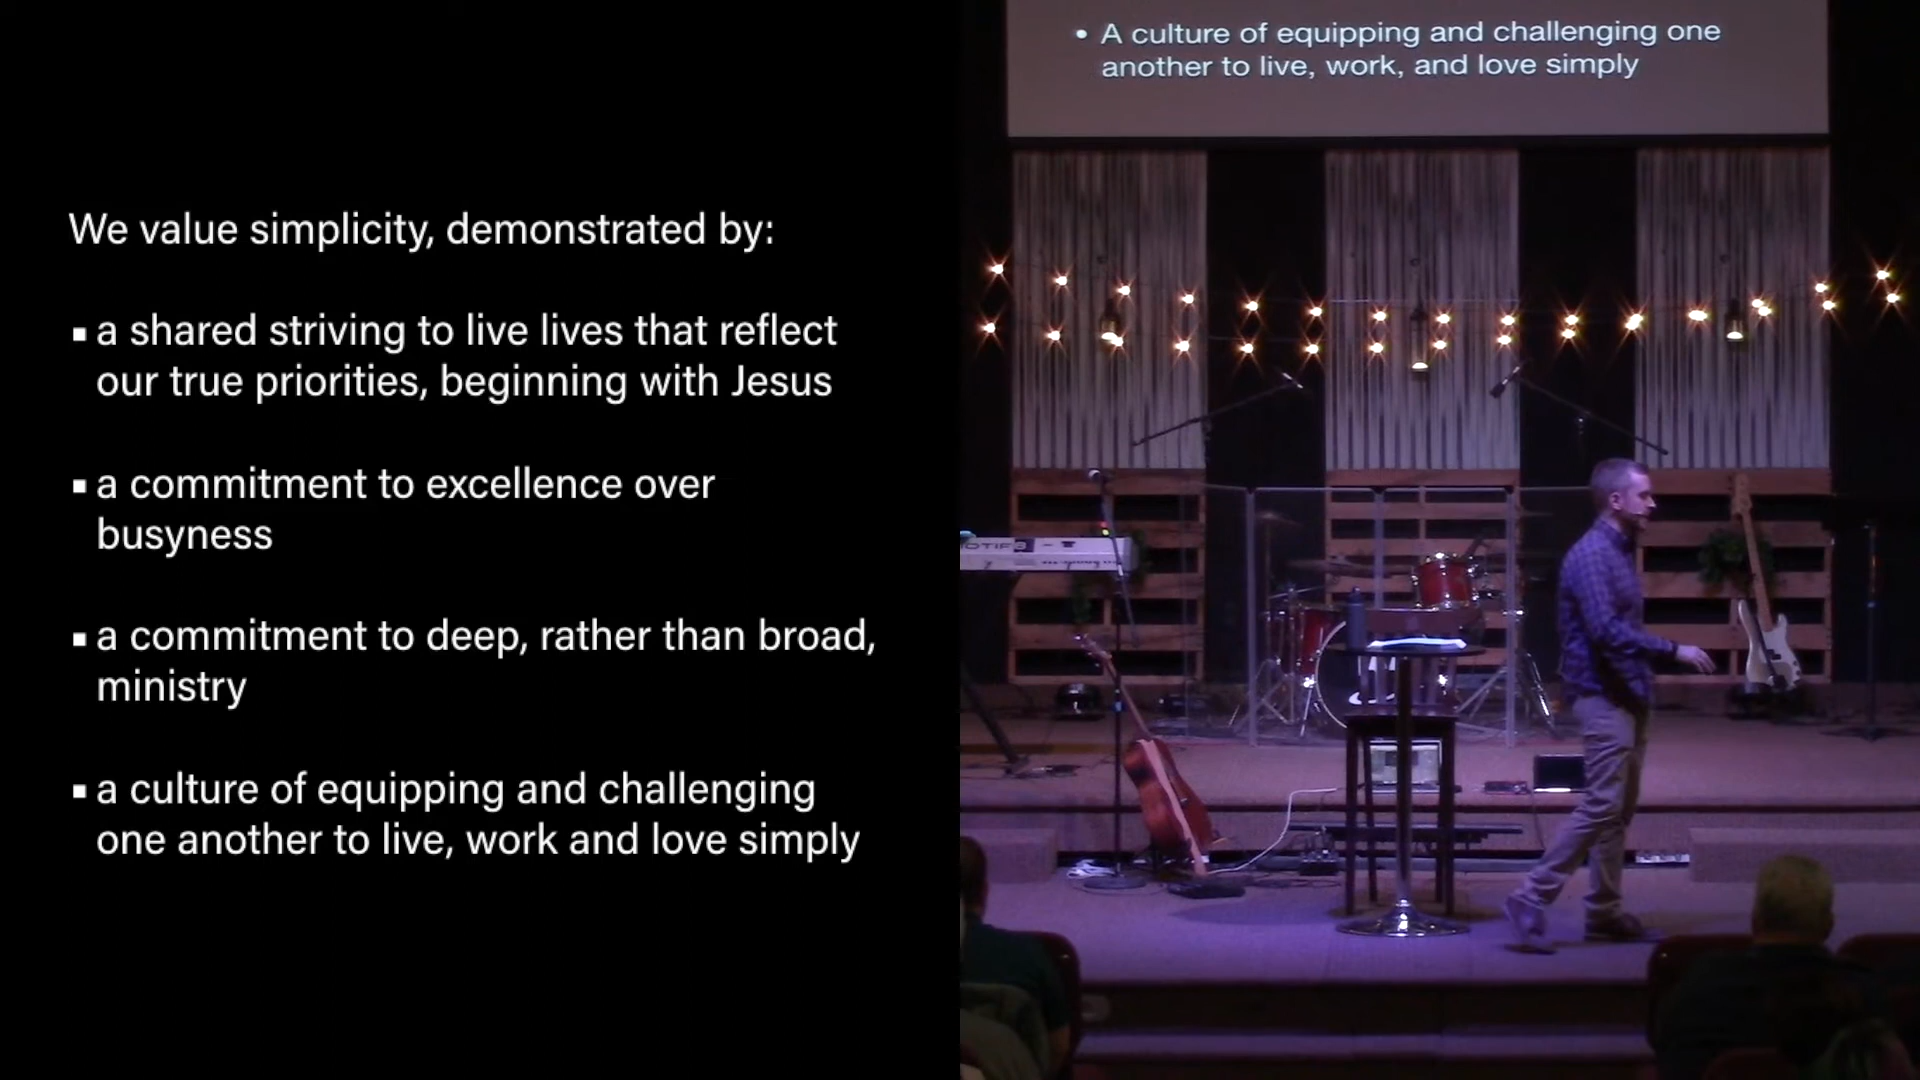 We value simplicity, demonstrated by:
▪ a shared striving to live lives that reflect
our true priorities, beginning with Jesus
▪ a commitment to excellence over
busyness
▪ a commitment to deep, rather than broad,
ministry
▪ a culture of equipping and challenging
one another to live, work and love simply
• A culture of equipping and challenging one
another to live, work, and love simply